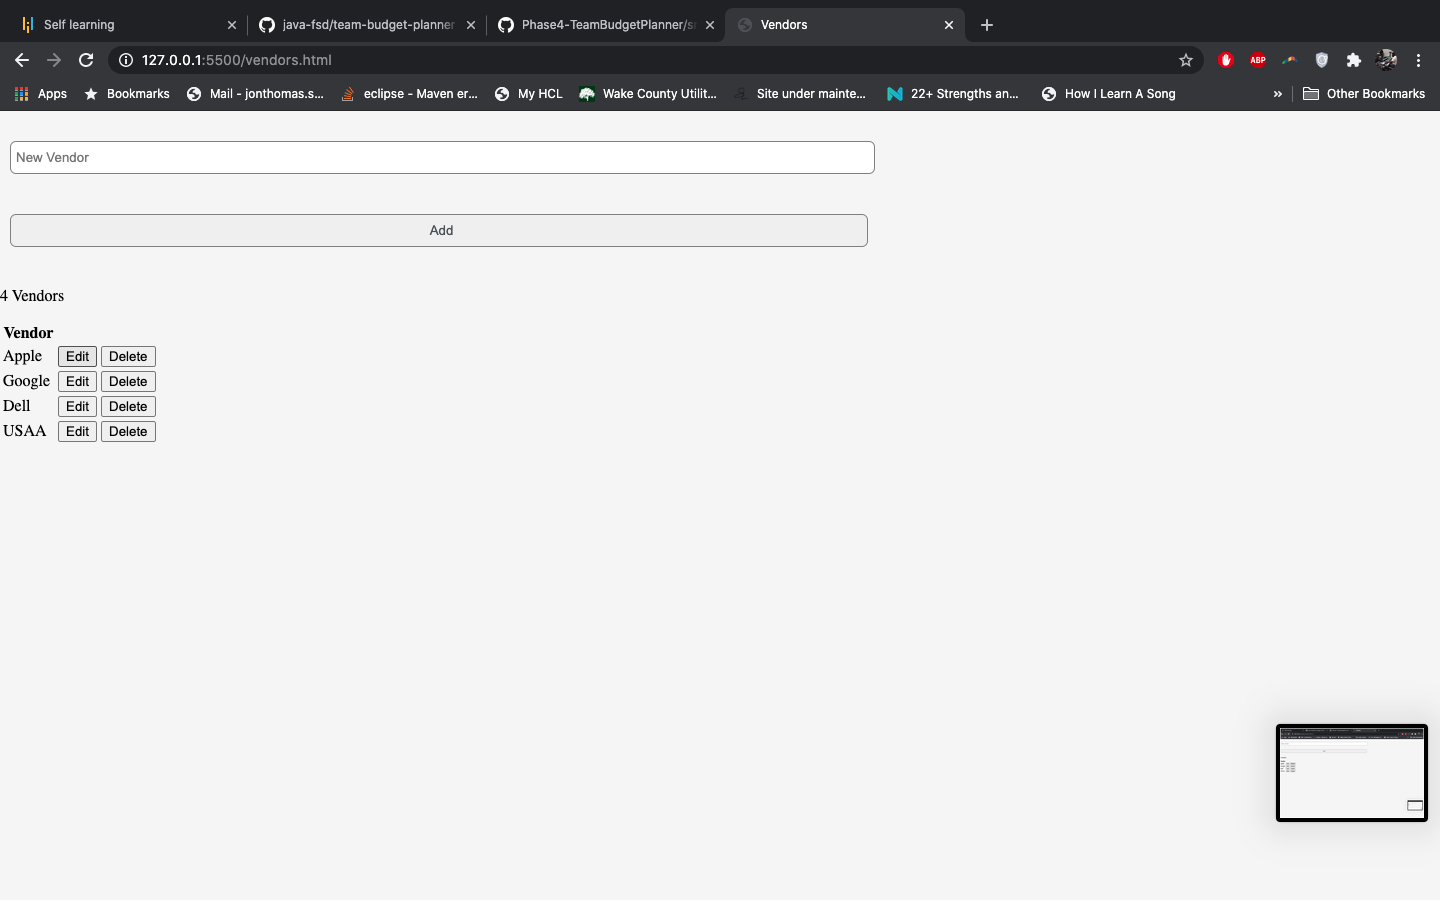 Self learning
java-fsd/team-budget-planner
Phase4-TeamBudgetPlanner/s
Vendors
127.0.0.1:5500/vendors.html
ABP
Apps
Bookmarks
Mail - jonthomas.s...
eclipse - Maven er...
My HCL
Wake County Utilit...
Site under mainte...
22+ Strengths an...
How I Learn A Song
»
Other Bookmarks
New Vendor
Add
4 Vendors
Vendor
Apple Edit Delete
Google Edit Delete
Dell Edit Delete
USAA Edit Delete